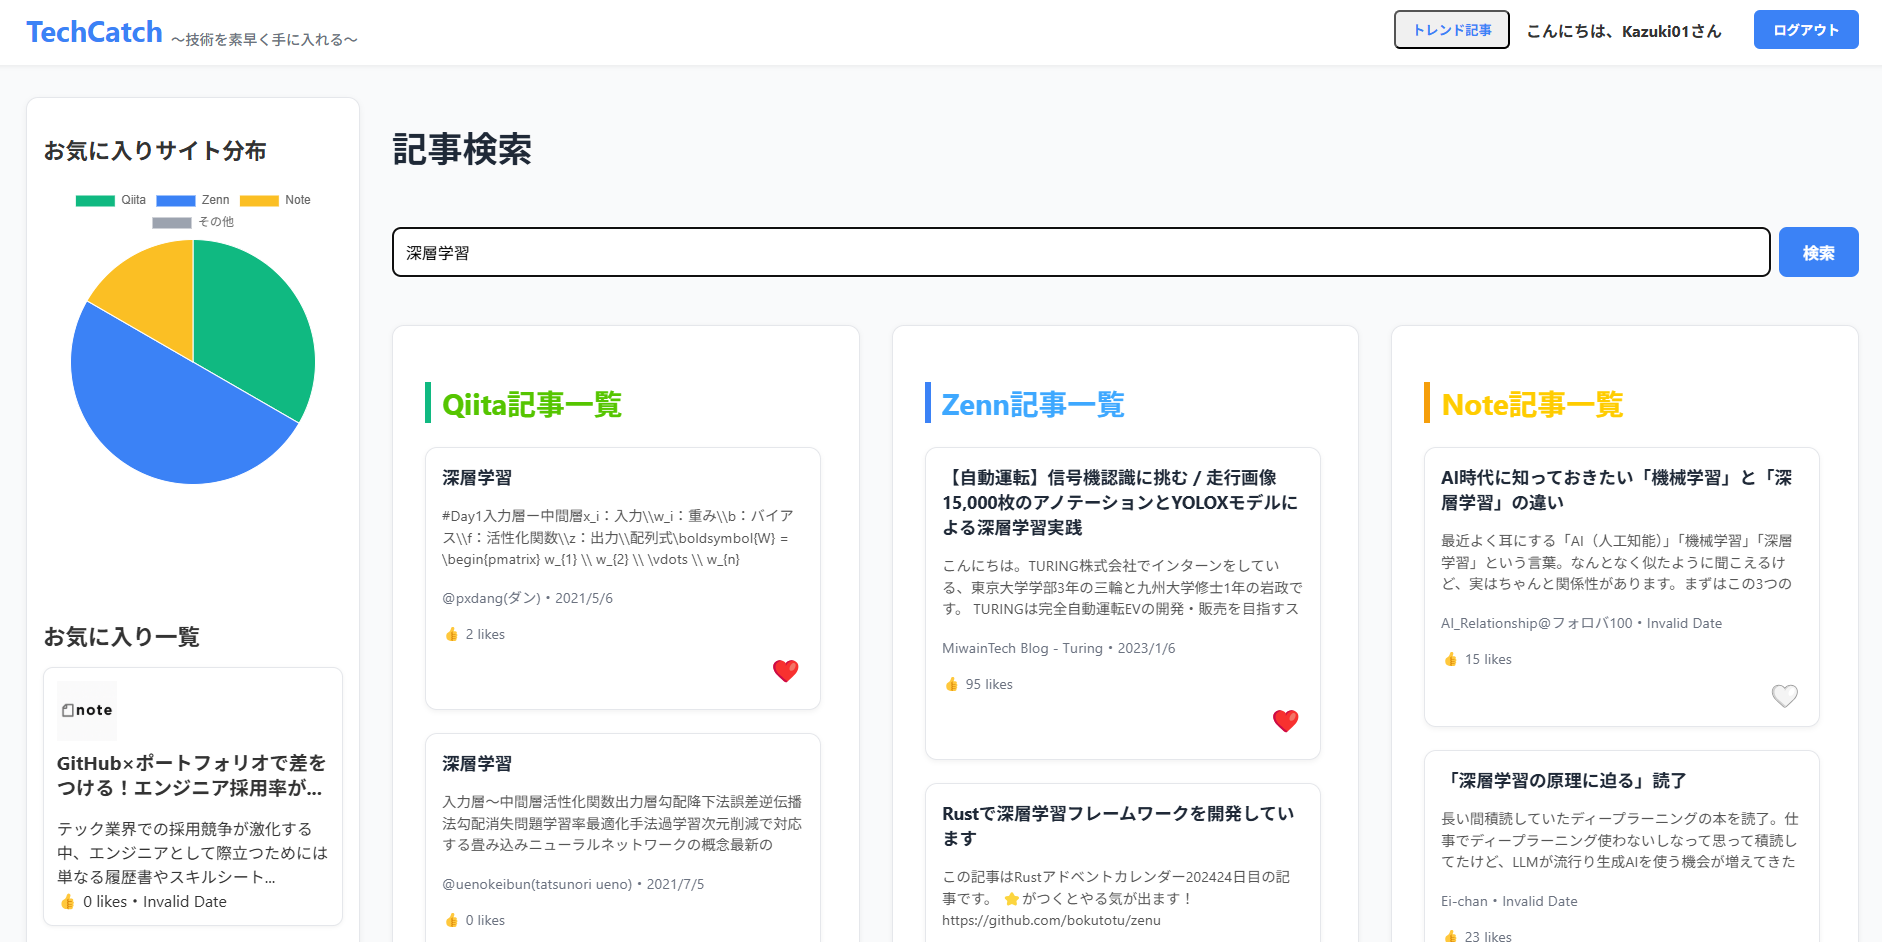 TechCatch ～技術を素早く手に入れる～
トレンド記事
こんにちは、Kazuki01さん
ログアウト
お気に入りサイト分布
Qiita Zenn Note
その他
お気に入り一覧
note
GitHub×ポートフォリオで差を
つける！エンジニア採用率が...
テック業界での採用競争が激化する
中、エンジニアとして際立つためには
単なる履歴書やスキルシート...
👍 0 likes • Invalid Date
記事検索
深層学習
検索
Qiita記事一覧
深層学習
#Day1入力層ー中間層x_i：入力\\w_i：重み\\b：バイア
ス\\f：活性化関数\\z：出力\\配列式\boldsymbol{W} =
\begin{pmatrix} w_{1} \\ w_{2} \\ \vdots \\ w_{n}
@pxdang(ダン) • 2021/5/6
👍 2 likes
深層学習
入力層～中間層活性化関数出力層勾配降下法誤差逆伝播
法勾配消失問題学習率最適化手法過学習次元削減で対応
する畳み込みニューラルネットワークの概念最新の
@uenokeibun(tatsunori ueno) • 2021/7/5
👍 0 likes
Zenn記事一覧
【自動運転】信号機認識に挑む / 走行画像
15,000枚のアノテーションとYOLOXモデルに
よる深層学習実践
こんにちは。TURING株式会社でインターンをしてい
る、東京大学学部3年の三輪と九州大学修士1年の岩政で
す。 TURINGは完全自動運転EVの開発・販売を目指すス
MiwainTech Blog - Turing • 2023/1/6
👍 95 likes
Rustで深層学習フレームワークを開発してい
ます
この記事はRustアドベントカレンダー202424日目の記
事です。 ⭐がつくとやる気が出ます！
https://github.com/bokutotu/zenu
Note記事一覧
AI時代に知っておきたい「機械学習」と「深
層学習」の違い
最近よく耳にする「AI（人工知能）」「機械学習」「深層
学習」という言葉。なんとなく似たように聞こえるけ
ど、実はちゃんと関係性があります。まずはこの3つの
AI_Relationship@フォロバ100 • Invalid Date
👍 15 likes
「深層学習の原理に迫る」読了
長い間積読していたディープラーニングの本を読了。仕
事でディープラーニング使わないしなって思って積読し
てたけど、LLMが流行り生成AIを使う機会が増えてきた
Ei-chan • Invalid Date
👍 23 likes